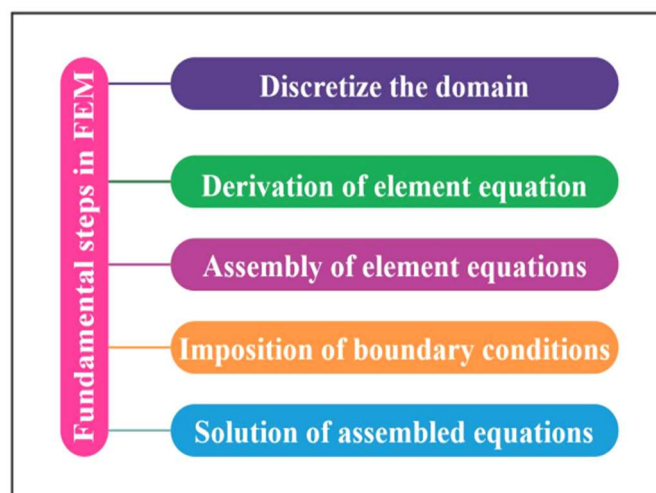 Fundamental steps in FEM
Discretize the domain
Derivation of element equation
Assembly of element equations
Imposition of boundary conditions
Solution of assembled equations